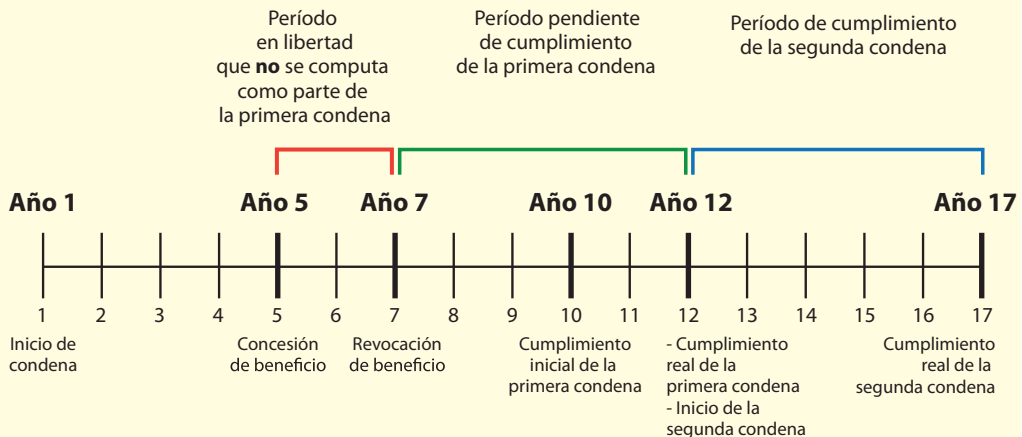 Período
en libertad
que no se computa
como parte de
la primera condena
Período pendiente
de cumplimiento
de la primera condena
Período de cumplimiento
de la segunda condena
Año 1
Año 5
Año 7
Año 10
Año 12
Año 17
1 2 3 4 5 6 7 8 9 10 11 12 13 14 15 16 17
Inicio de
condena
Concesión
de beneficio
Revocación
de beneficio
Cumplimiento
inicial de la
primera condena
- Cumplimiento
real de la
primera condena
- Inicio de la
segunda condena
Cumplimiento
real de la
segunda condena